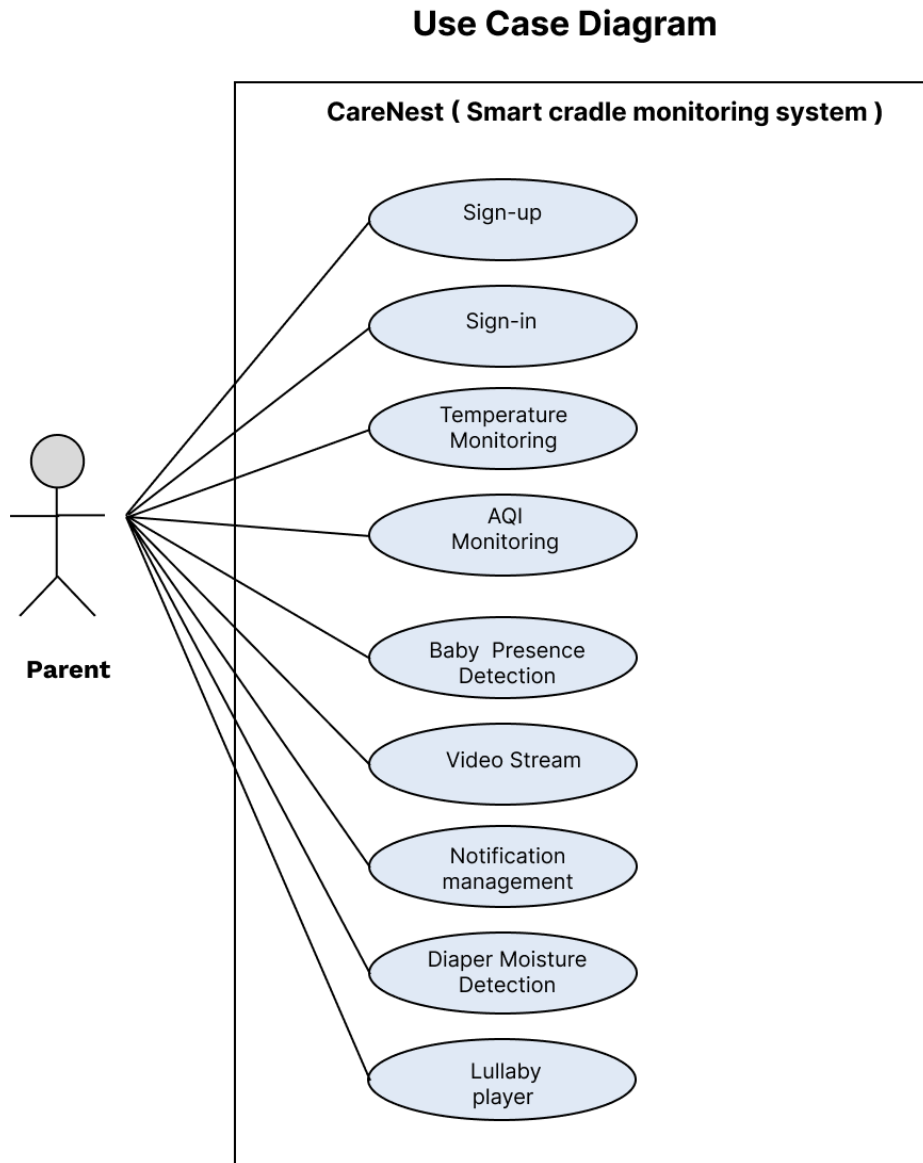 Use Case Diagram
CareNest ( Smart cradle monitoring system )
Sign-up
Sign-in
Temperature
Monitoring
AQI
Monitoring
Parent
Baby Presence
Detection
Video Stream
Notification
management
Diaper Moisture
Detection
Lullaby
player